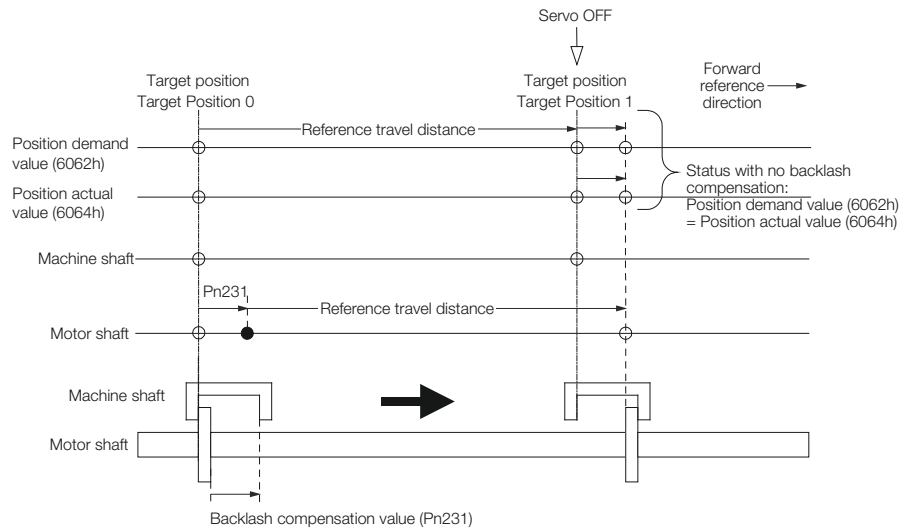 Servo OFF
Target position
Target Position 0
Target position
Target Position 1
Forward
reference
direction
Reference travel distance
Position demand
value (6062h)
Position actual
value (6064h)
Status with no backlash
compensation:
Position demand value (6062h)
= Position actual value (6064h)
Machine shaft
Pn231
Reference travel distance
Motor shaft
Machine shaft
Motor shaft
Backlash compensation value (Pn231)